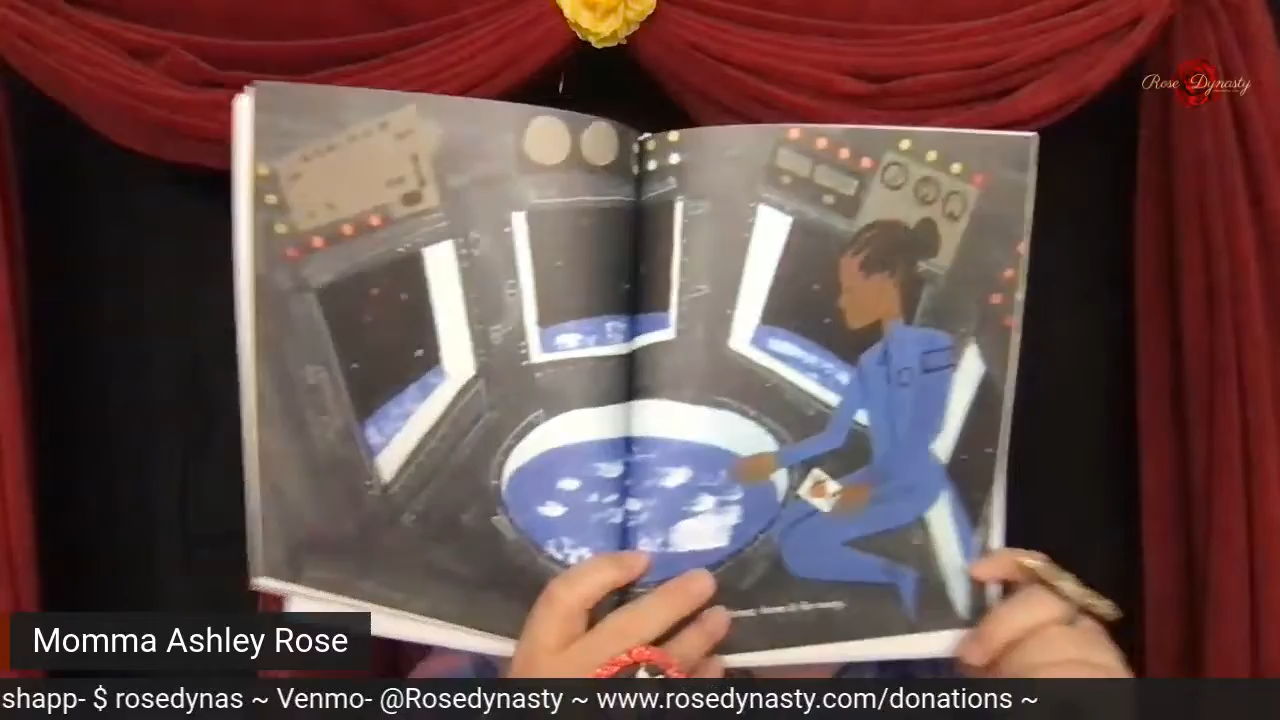 Rose Dynasty
Momma Ashley Rose
shapp- $ rosedynas ~ Venmo- @Rosedynasty ~ www.rosedynasty.com/donations ~